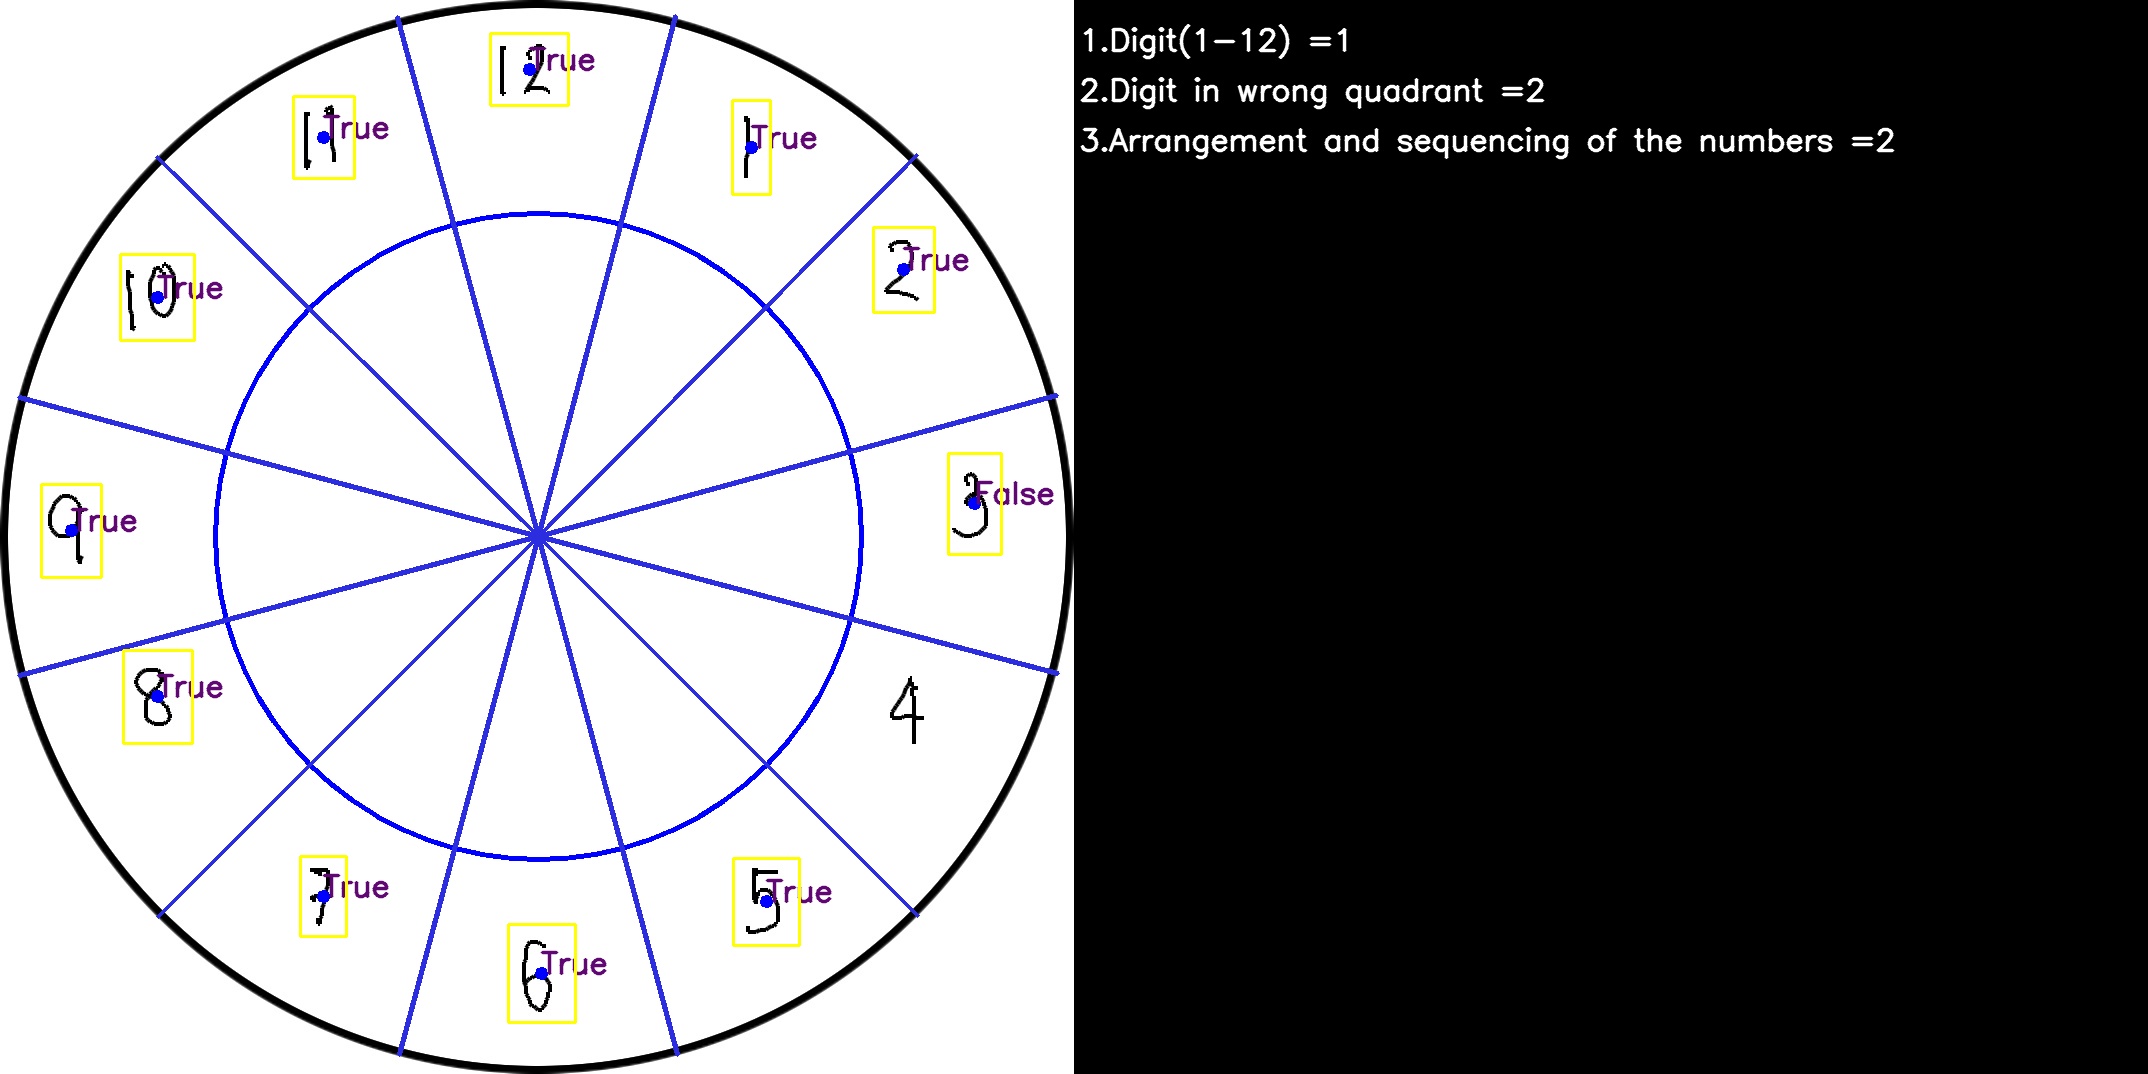 12 True
11 True
1 True
10 True
2 True
9 True
3 False
8 True
4
7 True
5 True
6 True
1.Digit(1-12) =1
2.Digit in wrong quadrant =2
3.Arrangement and sequencing of the numbers =2